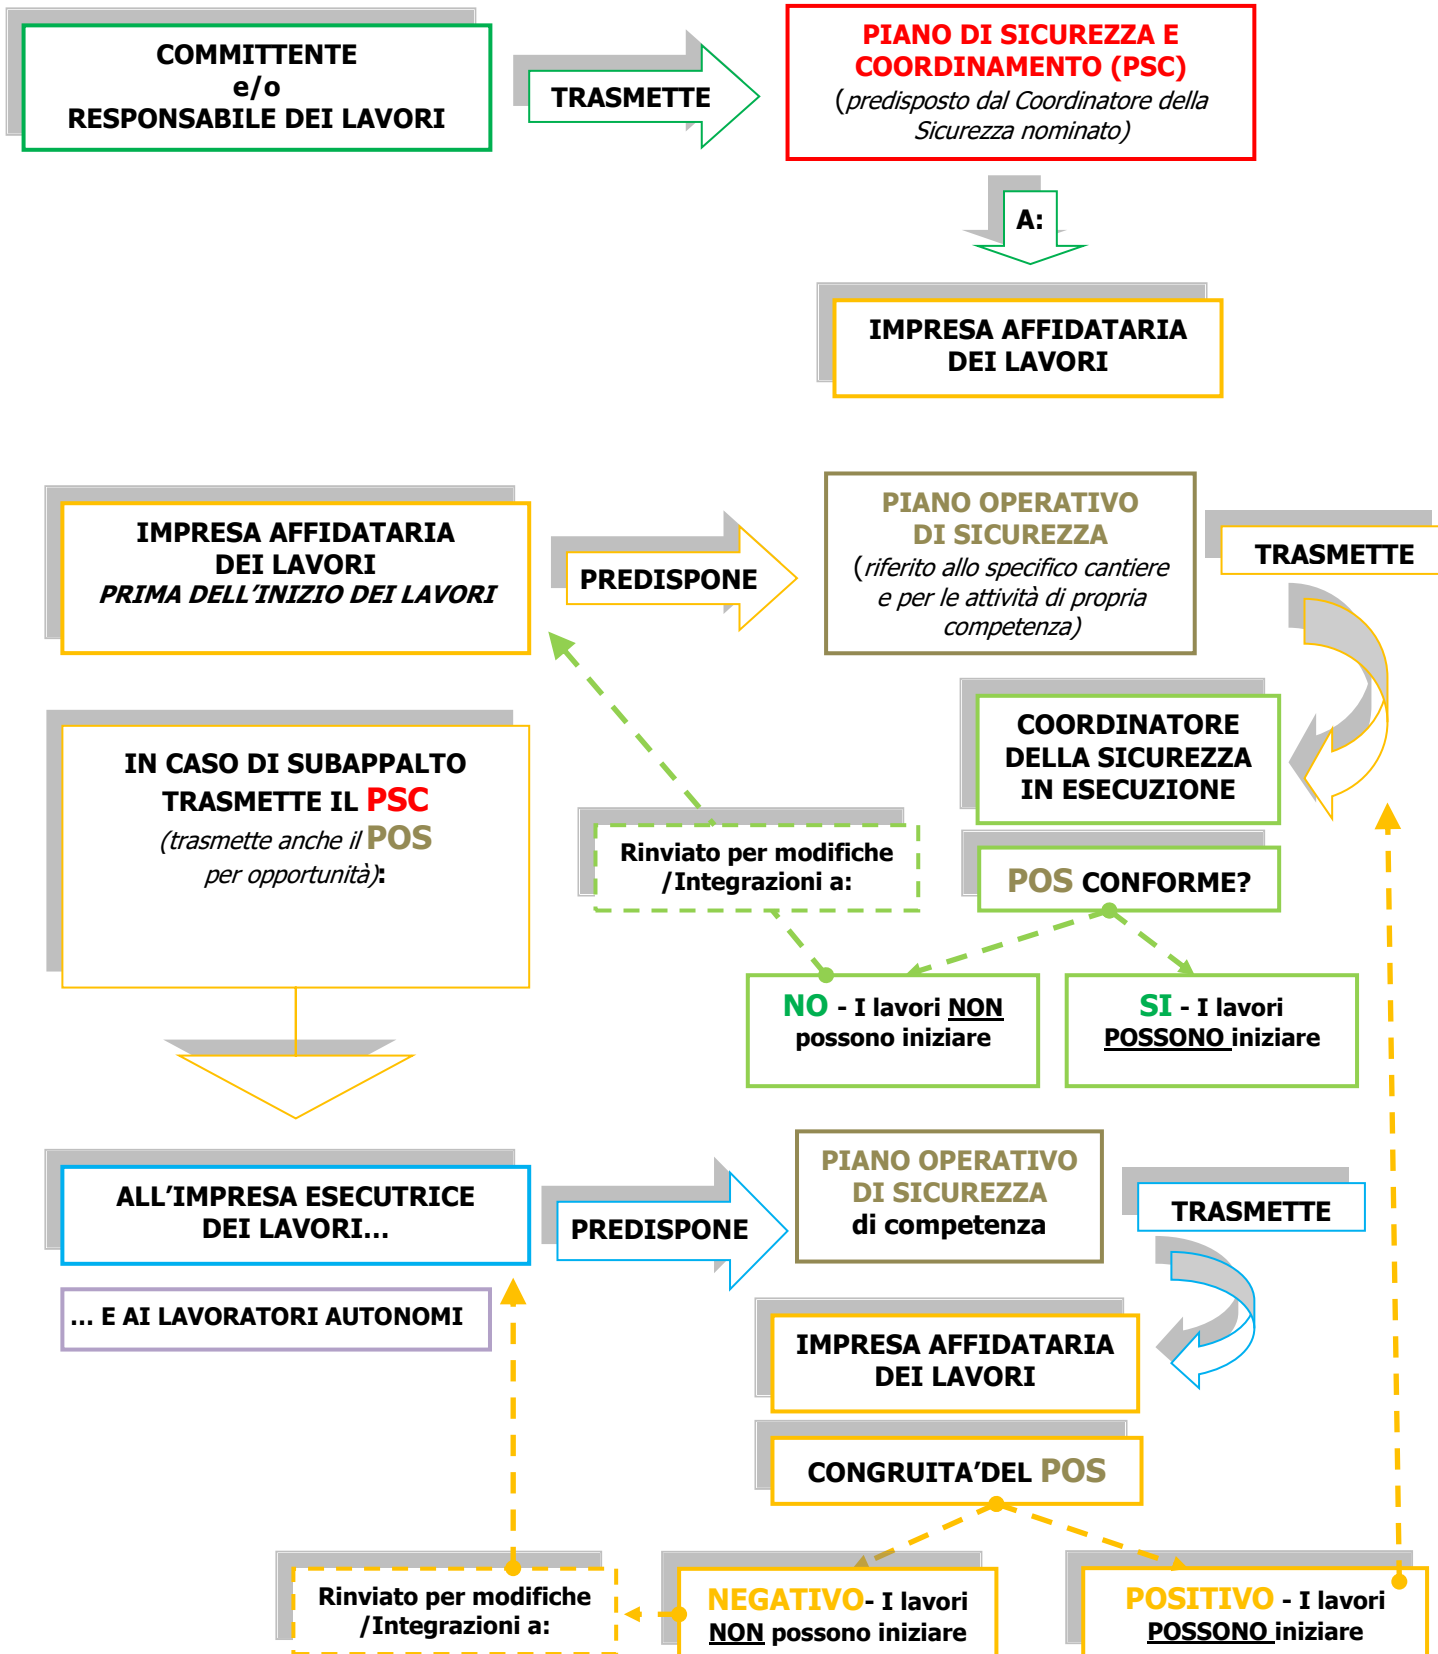 COMMITTENTE
e/o
RESPONSABILE DEI LAVORI
TRASMETTE
PIANO DI SICUREZZA E
COORDINAMENTO (PSC)
(predisposto dal Coordinatore della
Sicurezza nominato)
A:
IMPRESA AFFIDATARIA
DEI LAVORI
IMPRESA AFFIDATARIA
DEI LAVORI
PRIMA DELL'INIZIO DEI LAVORI
PREDISPONE
PIANO OPERATIVO
DI SICUREZZA
(riferito allo specifico cantiere
e per le attività di propria
competenza)
TRASMETTE
COORDINATORE
DELLA SICUREZZA
IN ESECUZIONE
IN CASO DI SUBAPPALTO
TRASMETTE IL PSC
(trasmette anche il POS
per opportunità):
Rinviato per modifiche
/Integrazioni a:
POS CONFORME?
NO - I lavori NON
possono iniziare
SI - I lavori
POSSONO iniziare
ALL'IMPRESA ESECUTRICE
DEI LAVORI…
… E AI LAVORATORI AUTONOMI
PREDISPONE
PIANO OPERATIVO
DI SICUREZZA
di competenza
TRASMETTE
IMPRESA AFFIDATARIA
DEI LAVORI
CONGRUITA'DEL POS
Rinviato per modifiche
/Integrazioni a:
NEGATIVO- I lavori
NON possono iniziare
POSITIVO - I lavori
POSSONO iniziare